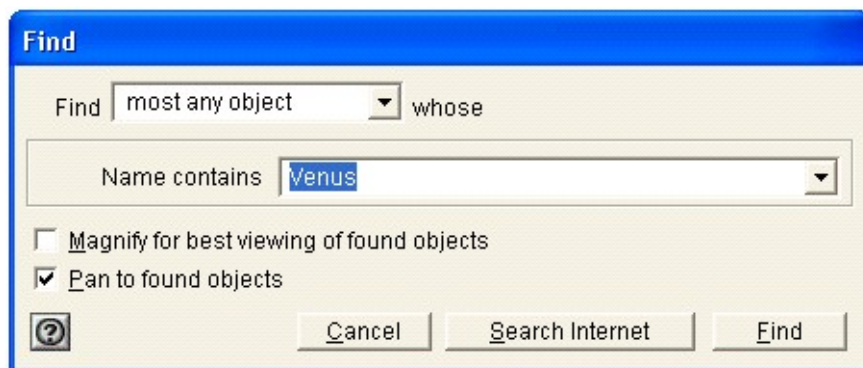 Find
Find most any object whose
Name contains Venus
Magnify for best viewing of found objects
Pan to found objects
? Cancel Search Internet Find